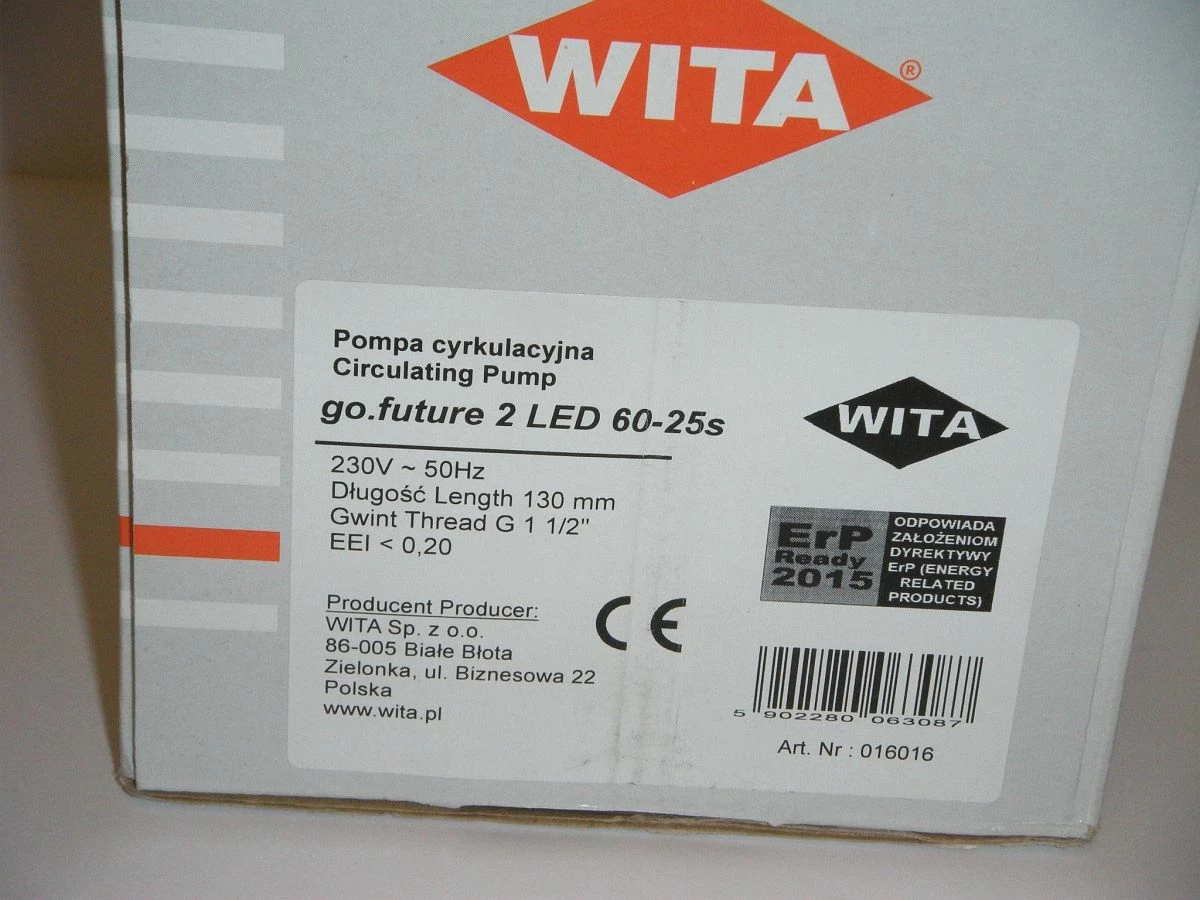 WITA ®
Pompa cyrkulacyjna
Circulating Pump
go.future 2 LED 60-25s
230V ~ 50Hz
Długość Length 130 mm
Gwint Thread G 1 1/2"
EEI < 0,20
Producent Producer:
WITA Sp. z o.o.
86-005 Białe Błota
Zielonka, ul. Biznesowa 22
Polska
www.wita.pl
CE
WITA
ErP
Ready
2015
ODPOWIADA
ZAŁOŻENIOM
DYREKTYWY
ErP (ENERGY
RELATED
PRODUCTS)
5 902280 063087
Art. Nr : 016016